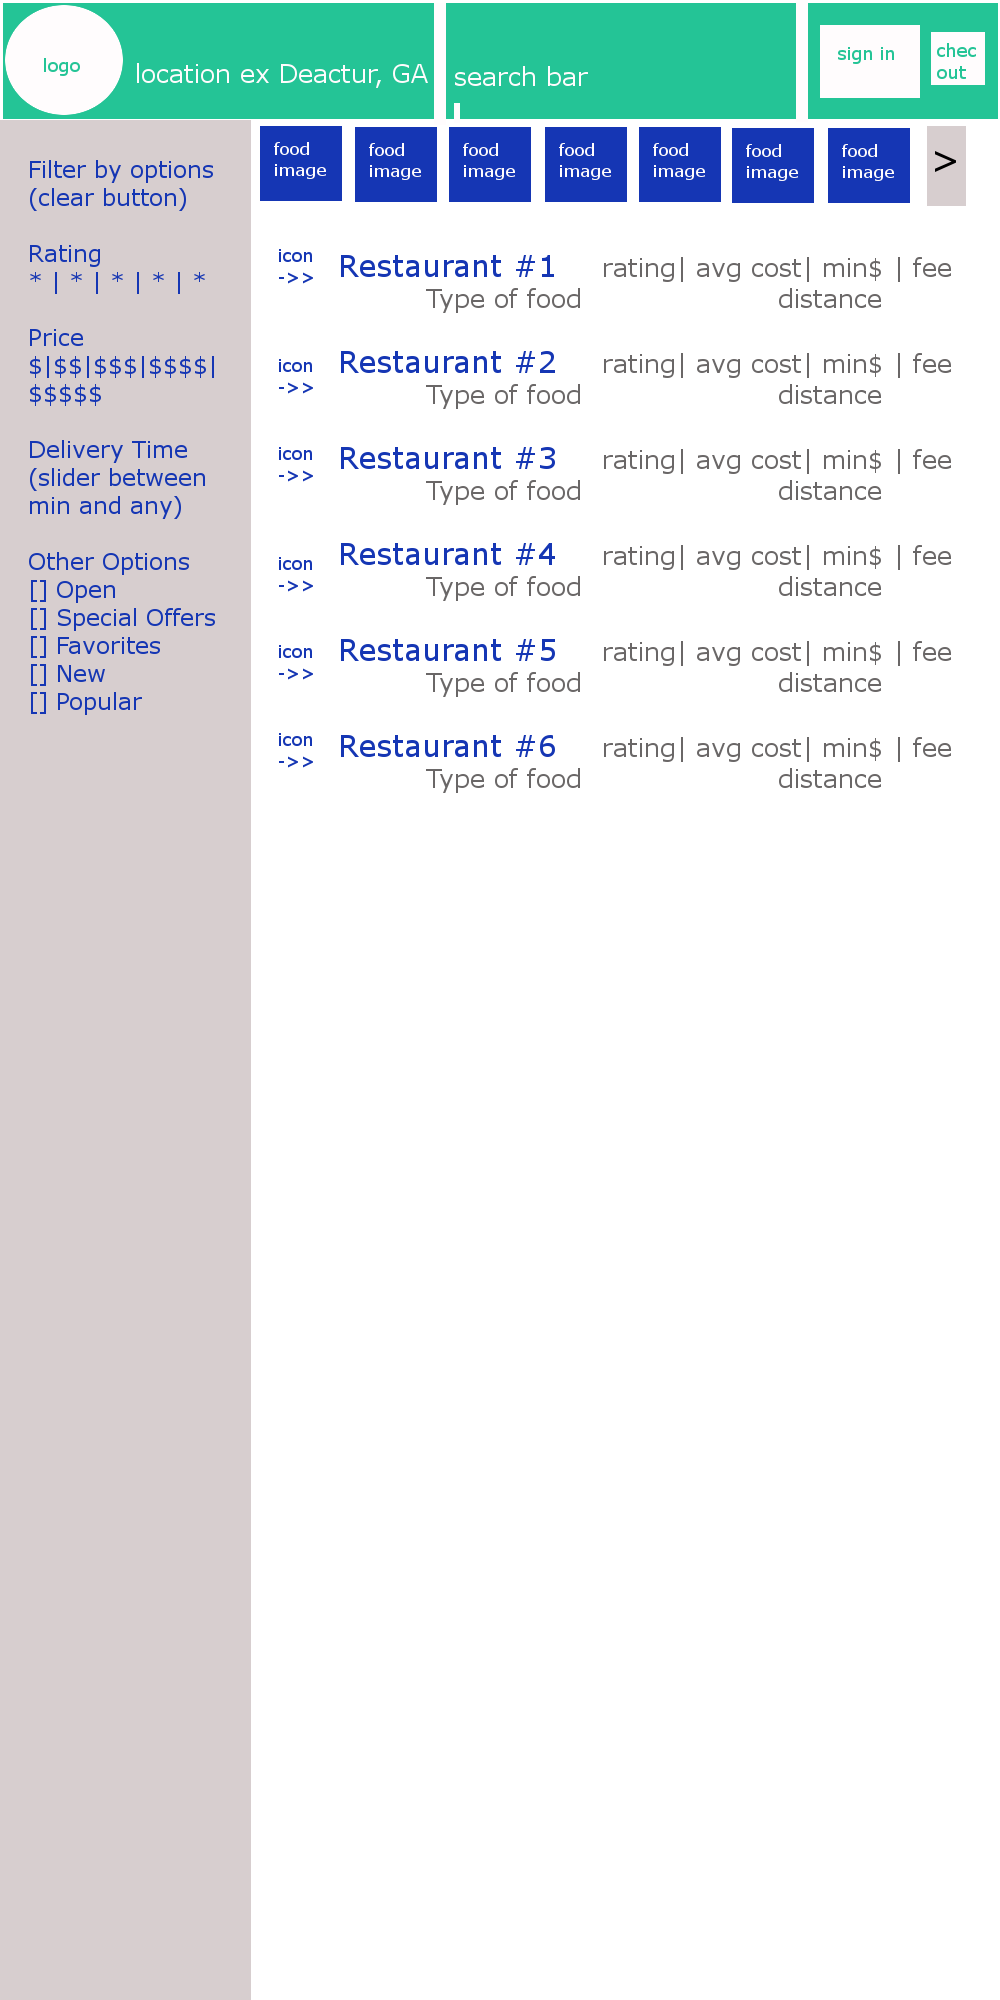 logo
location ex Deactur, GA
search bar
sign in
chec
out
food
image
food
image
food
image
food
image
food
image
food
image
food
image
>
Filter by options
(clear button)
Rating
* | * | * | * | *
Price
$|$$|$$$|$$$$|
$$$$$
Delivery Time
(slider between
min and any)
Other Options
[] Open
[] Special Offers
[] Favorites
[] New
[] Popular
icon
->>
Restaurant #1
Type of food
rating| avg cost| min$ | fee
distance
icon
->>
Restaurant #2
Type of food
rating| avg cost| min$ | fee
distance
icon
->>
Restaurant #3
Type of food
rating| avg cost| min$ | fee
distance
icon
->>
Restaurant #4
Type of food
rating| avg cost| min$ | fee
distance
icon
->>
Restaurant #5
Type of food
rating| avg cost| min$ | fee
distance
icon
->>
Restaurant #6
Type of food
rating| avg cost| min$ | fee
distance